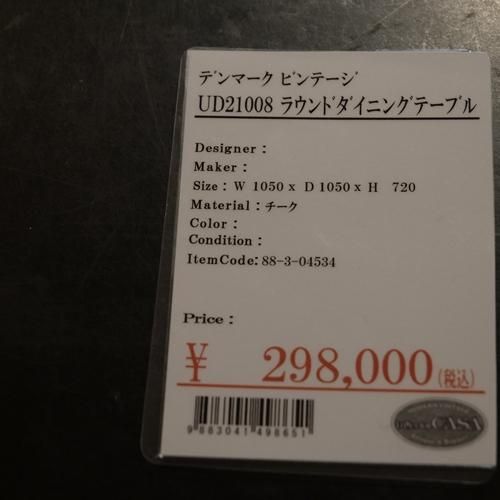 デンマーク ビンテージ
UD21008 ラウンドダイニングテーブル
Designer :
Maker :
Size : W 1050 x D 1050 x H 720
Material : チーク
Color :
Condition :
ItemCode: 88-3-04534
Price :
¥ 298,000 (税込)
9883041498651
CASA